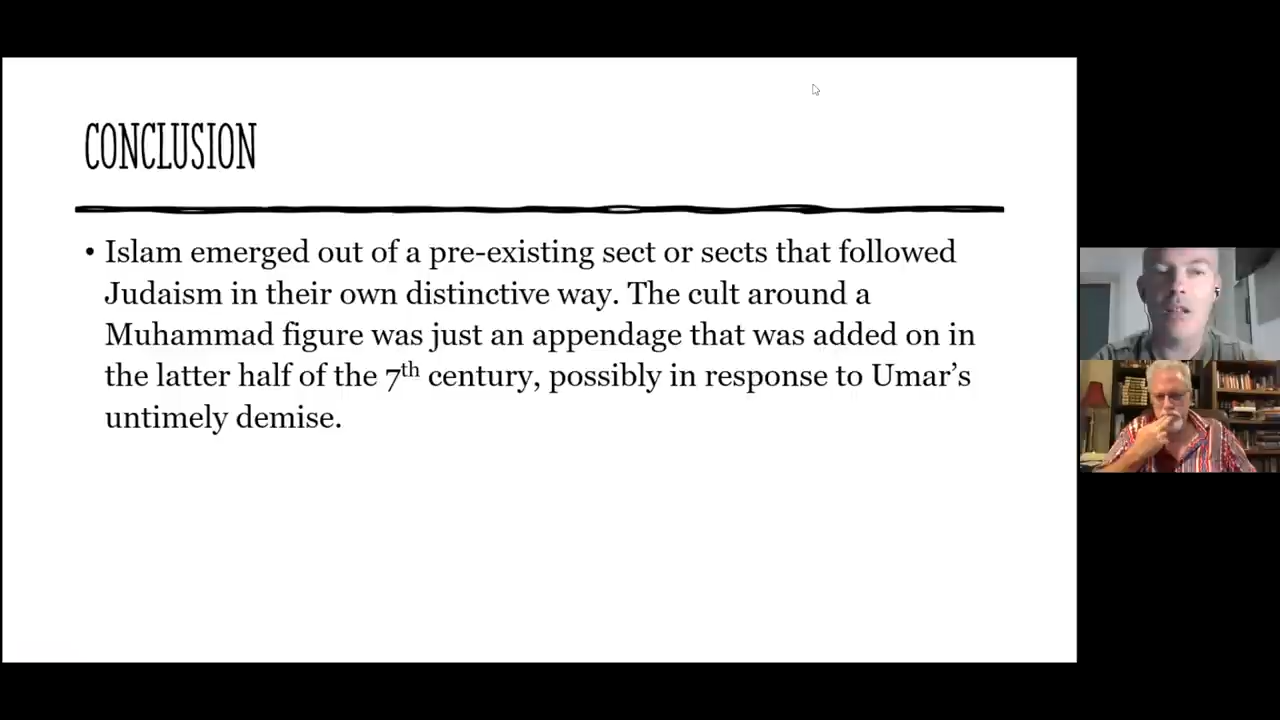 CONCLUSION
• Islam emerged out of a pre-existing sect or sects that followed
Judaism in their own distinctive way. The cult around a
Muhammad figure was just an appendage that was added on in
the latter half of the 7th century, possibly in response to Umar’s
untimely demise.